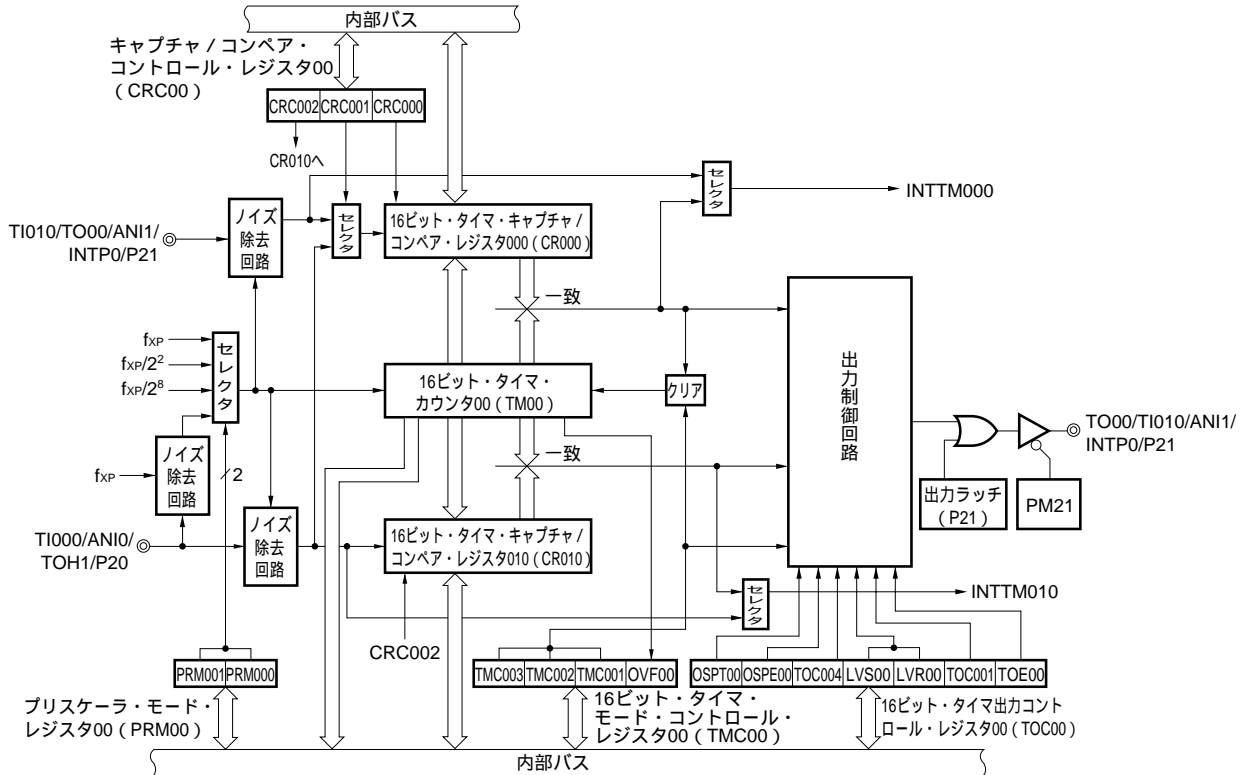 内部バス
キャプチャ / コンペア・
コントロール・レジスタ00
（CRC00）
CRC002 CRC001 CRC000
CR010へ
セレクタ
INTTM000
ノイズ
除去
回路
TI010/TO00/ANI1/
INTP0/P21
セレクタ
16ビット・タイマ・キャプチャ /
コンペア・レジスタ000（CR000）
一致
fXP
fXP/2²
fXP/2⁸
セレクタ
16ビット・タイマ・
カウンタ00（TM00）
クリア
出力制御回路
TO00/TI010/ANI1/
INTP0/P21
出力ラッチ
（P21）
PM21
fXP
ノイズ
除去
回路
2
一致
TI000/ANI0/
TOH1/P20
ノイズ
除去
回路
16ビット・タイマ・キャプチャ /
コンペア・レジスタ010（CR010）
セレクタ
INTTM010
CRC002
PRM001 PRM000
TMC003 TMC002 TMC001 OVF00
OSPT00 OSPE00 TOC004 LVS00 LVR00 TOC001 TOE00
プリスケーラ・モード・
レジスタ00（PRM00）
16ビット・タイマ・
モード・コントロール・
レジスタ00（TMC00）
16ビット・タイマ出力コント
ロール・レジスタ00（TOC00）
内部バス